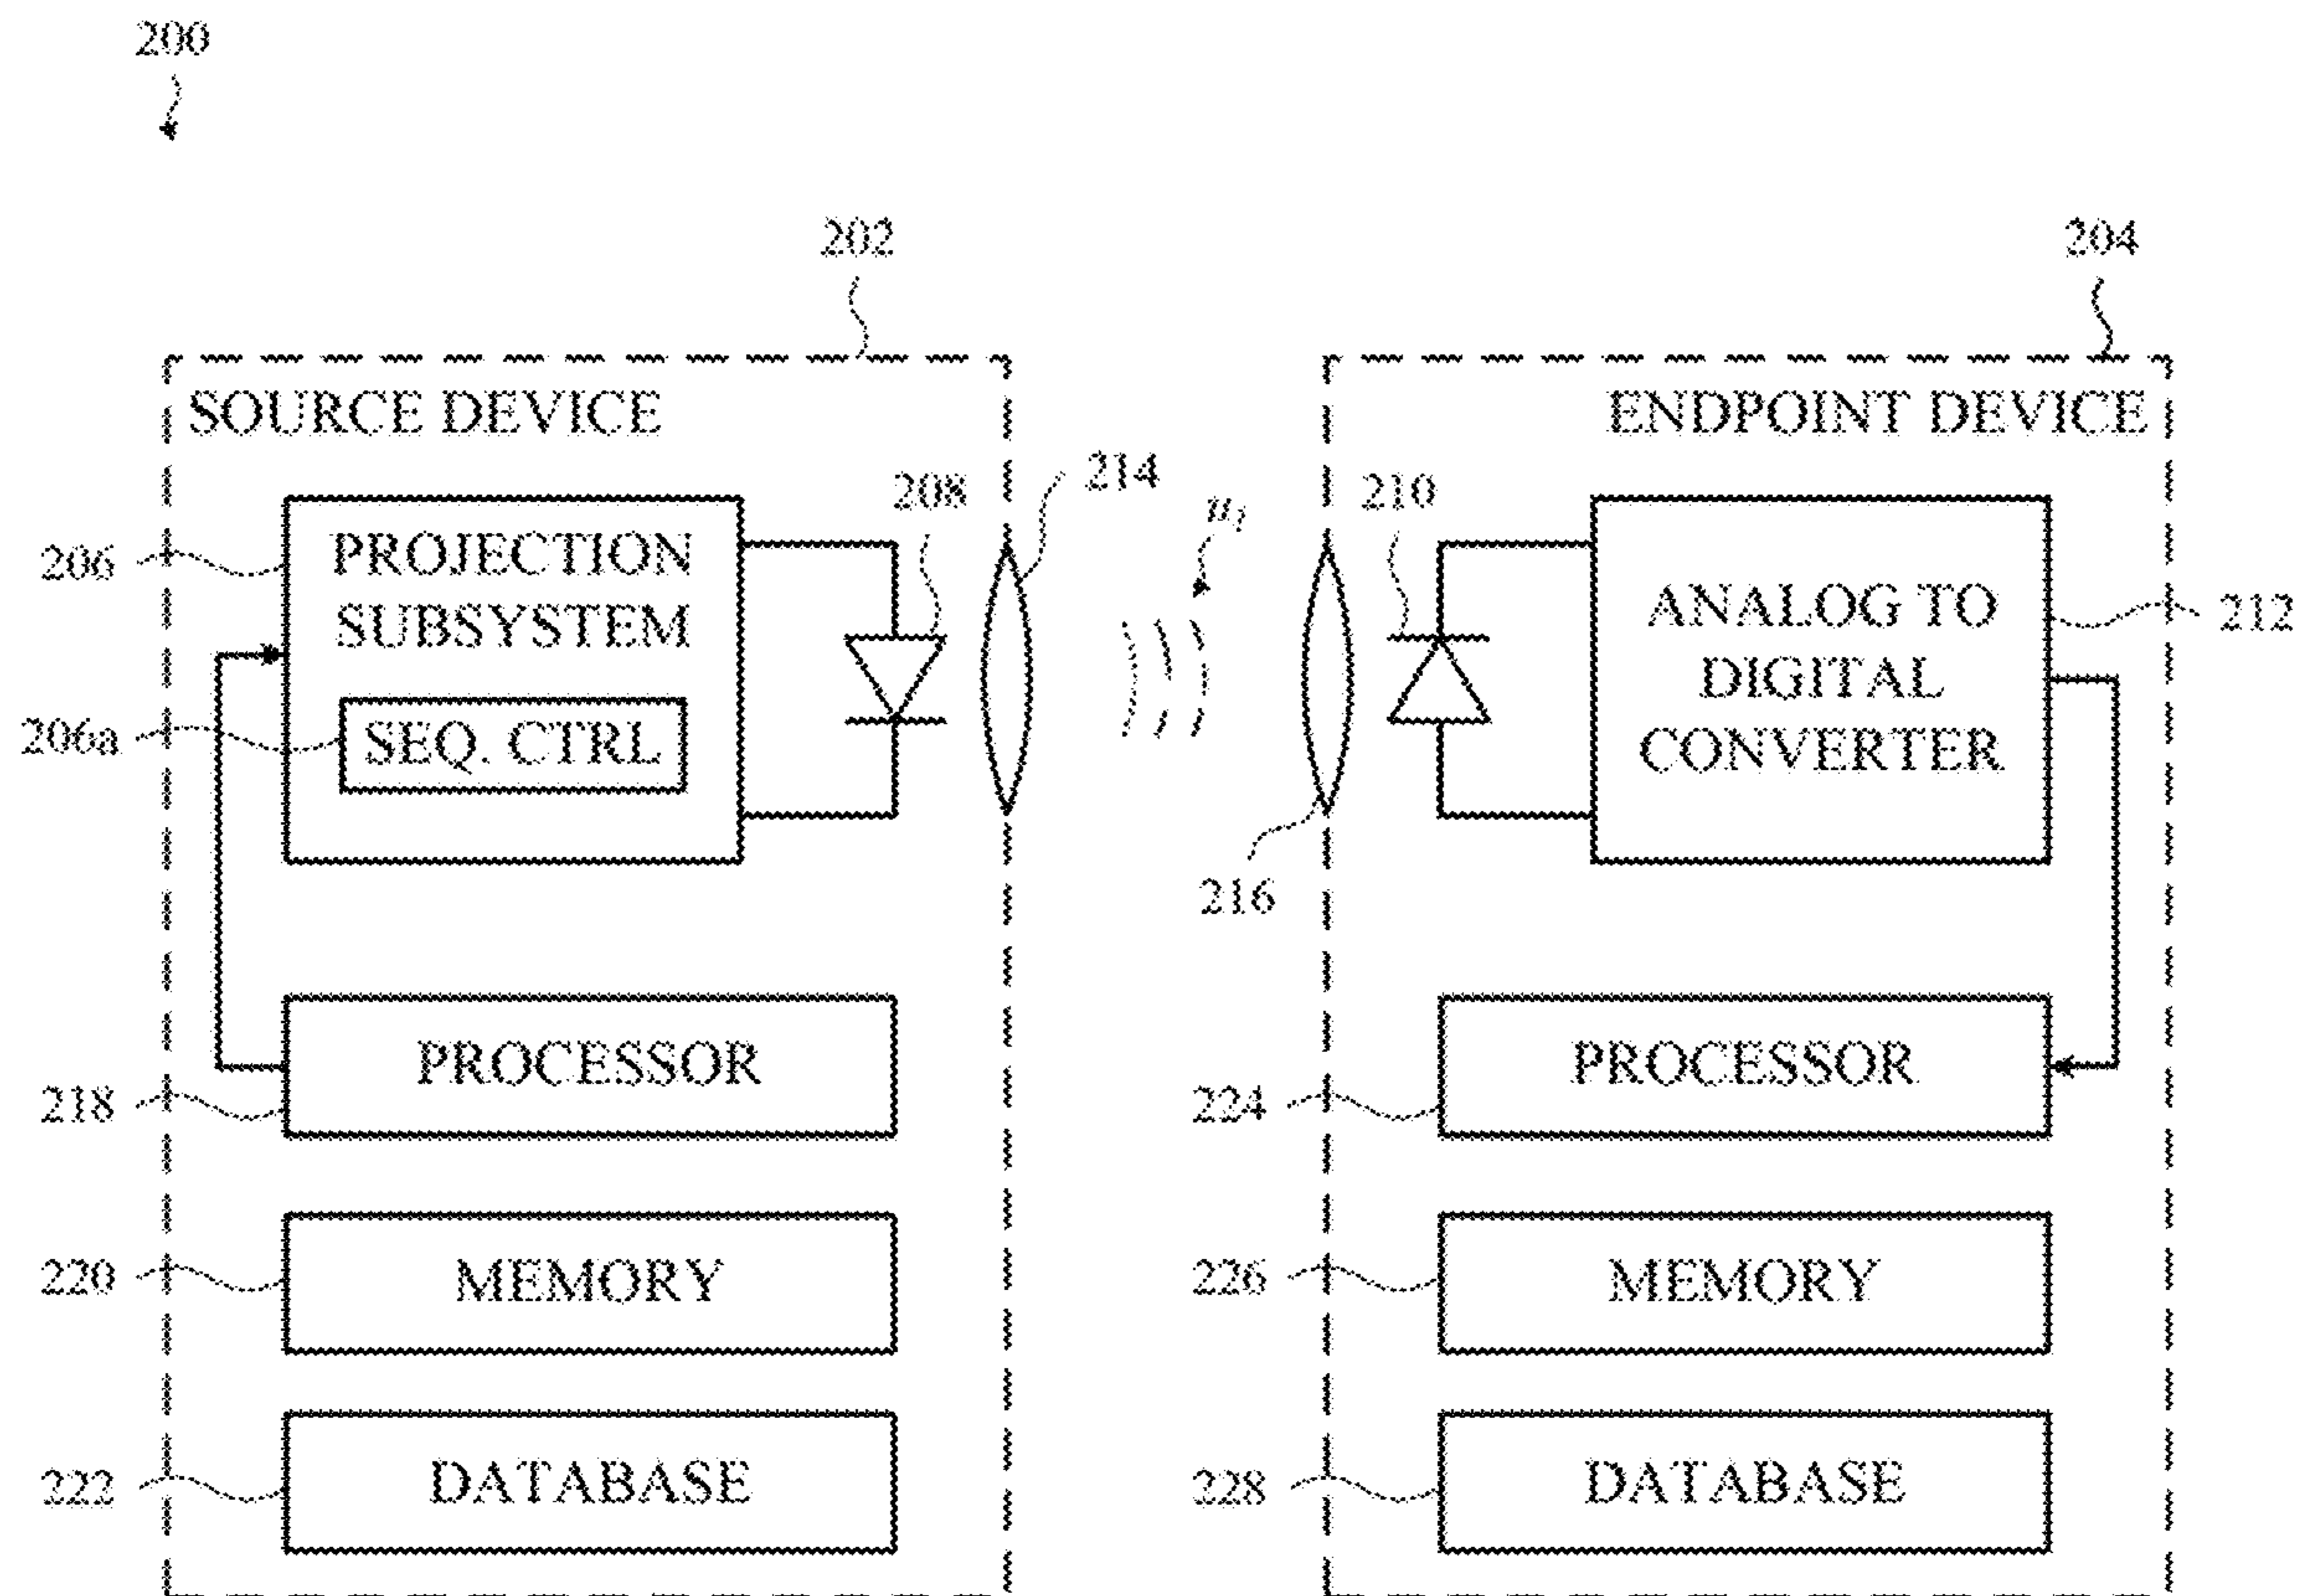 200
202
204
SOURCE DEVICE
ENDPOINT DEVICE
214
208
210
206
PROJECTION
SUBSYSTEM
206a
SEQ. CTRL
ANALOG TO
DIGITAL
CONVERTER
212
216
PROCESSOR
218
PROCESSOR
224
MEMORY
220
MEMORY
226
DATABASE
222
DATABASE
228